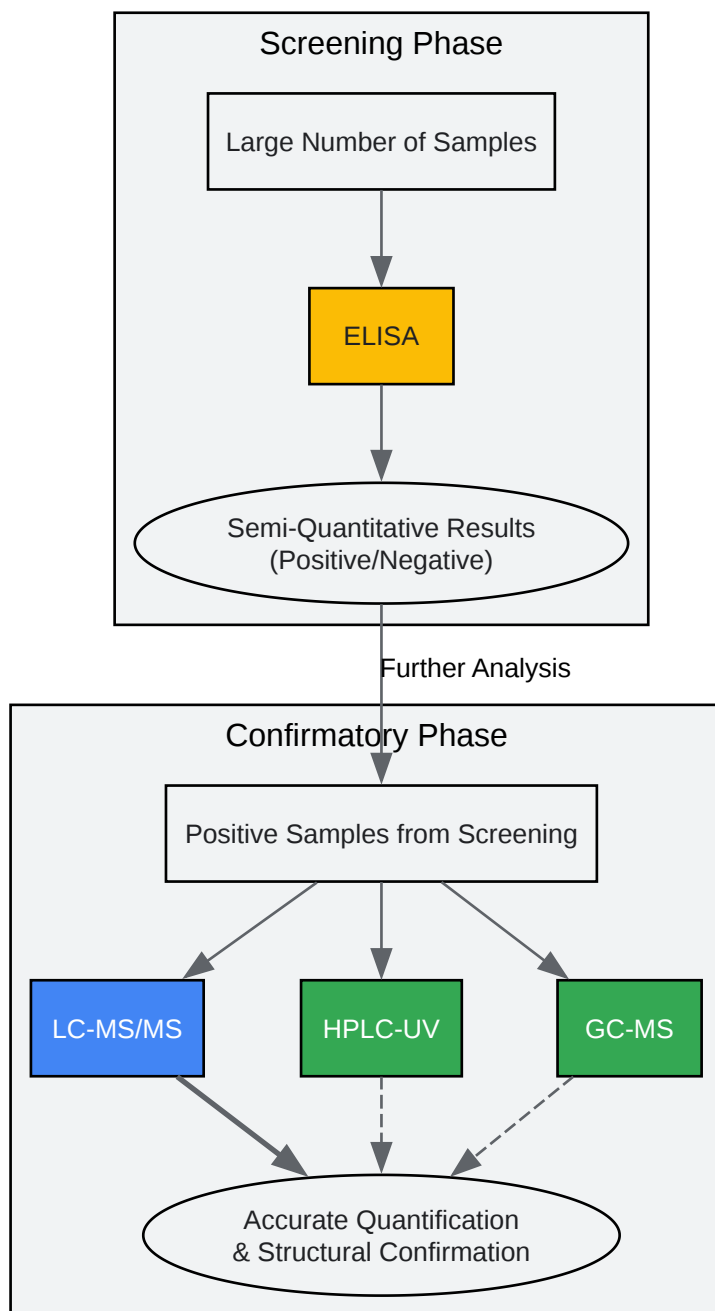 Screening Phase
Large Number of Samples
ELISA
Semi-Quantitative Results
(Positive/Negative)
Further Analysis
Confirmatory Phase
Positive Samples from Screening
LC-MS/MS
HPLC-UV
GC-MS
Accurate Quantification
& Structural Confirmation